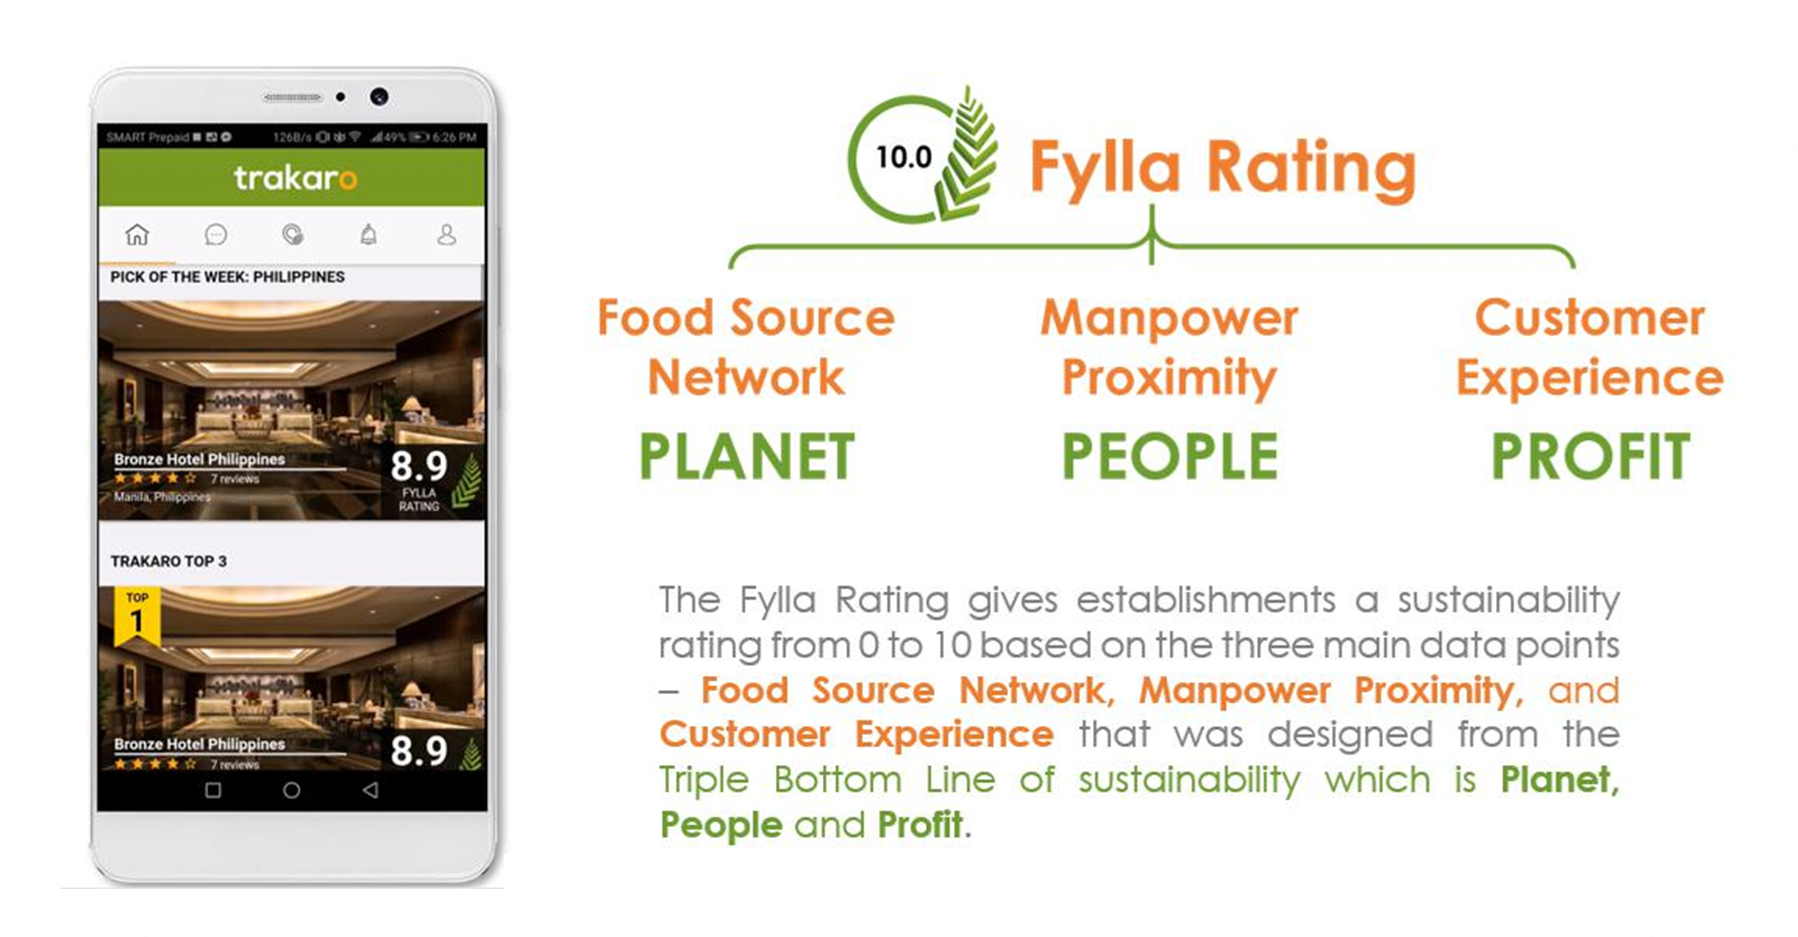 SMART Prepaid 126B/s 49% 6:26 PM
trakaro
PICK OF THE WEEK: PHILIPPINES
Bronze Hotel Philippines
7 reviews
Manila, Philippines
8.9
FYLLA
RATING
TRAKARO TOP 3
TOP
1
Bronze Hotel Philippines
7 reviews
8.9
10.0
Fylla Rating
Food Source
Network
PLANET
Manpower
Proximity
PEOPLE
Customer
Experience
PROFIT
The Fylla Rating gives establishments a sustainability
rating from 0 to 10 based on the three main data points
– Food Source Network, Manpower Proximity, and
Customer Experience that was designed from the
Triple Bottom Line of sustainability which is Planet,
People and Profit.